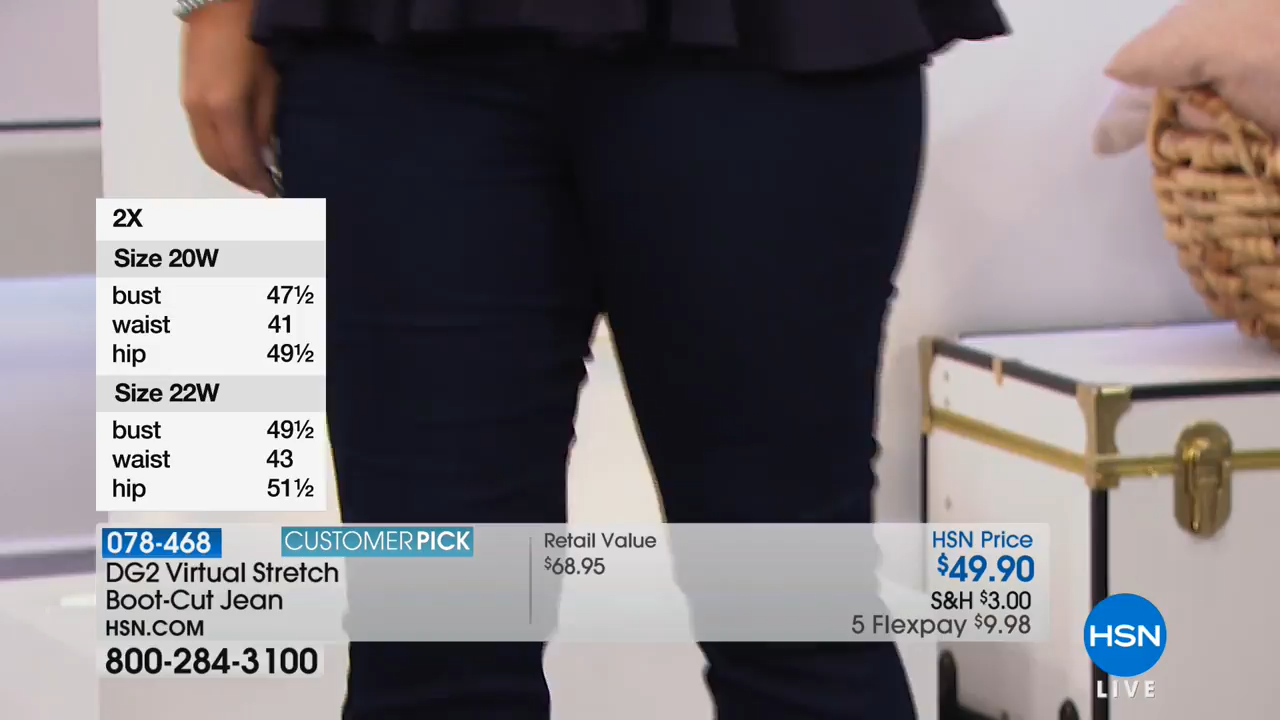 2X
Size 20W
bust 47½
waist 41
hip 49½
Size 22W
bust 49½
waist 43
hip 51½
078-468 CUSTOMERPICK
DG2 Virtual Stretch
Boot-Cut Jean
HSN.COM
800-284-3100
Retail Value
$68.95
HSN Price
$49.90
S&H $3.00
5 Flexpay $9.98
HSN
LIVE